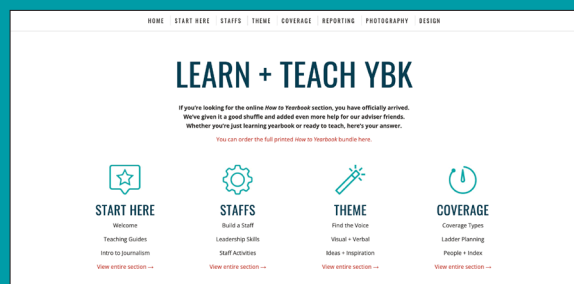 HOME START HERE STAFFS THEME COVERAGE REPORTING PHOTOGRAPHY DESIGN
LEARN + TEACH YBK
If you're looking for the online How to Yearbook section, you have officially arrived.
We've given it a good shuffle and added even more help for our adviser friends.
Whether you're just learning yearbook or ready to teach, here's your answer.
You can order the full printed How to Yearbook bundle here.
START HERE
Welcome
Teaching Guides
Intro to Journalism
View entire section →
STAFFS
Build a Staff
Leadership Skills
Staff Activities
View entire section →
THEME
Find the Voice
Visual + Verbal
Ideas + Inspiration
View entire section →
COVERAGE
Coverage Types
Ladder Planning
People + Index
View entire section →